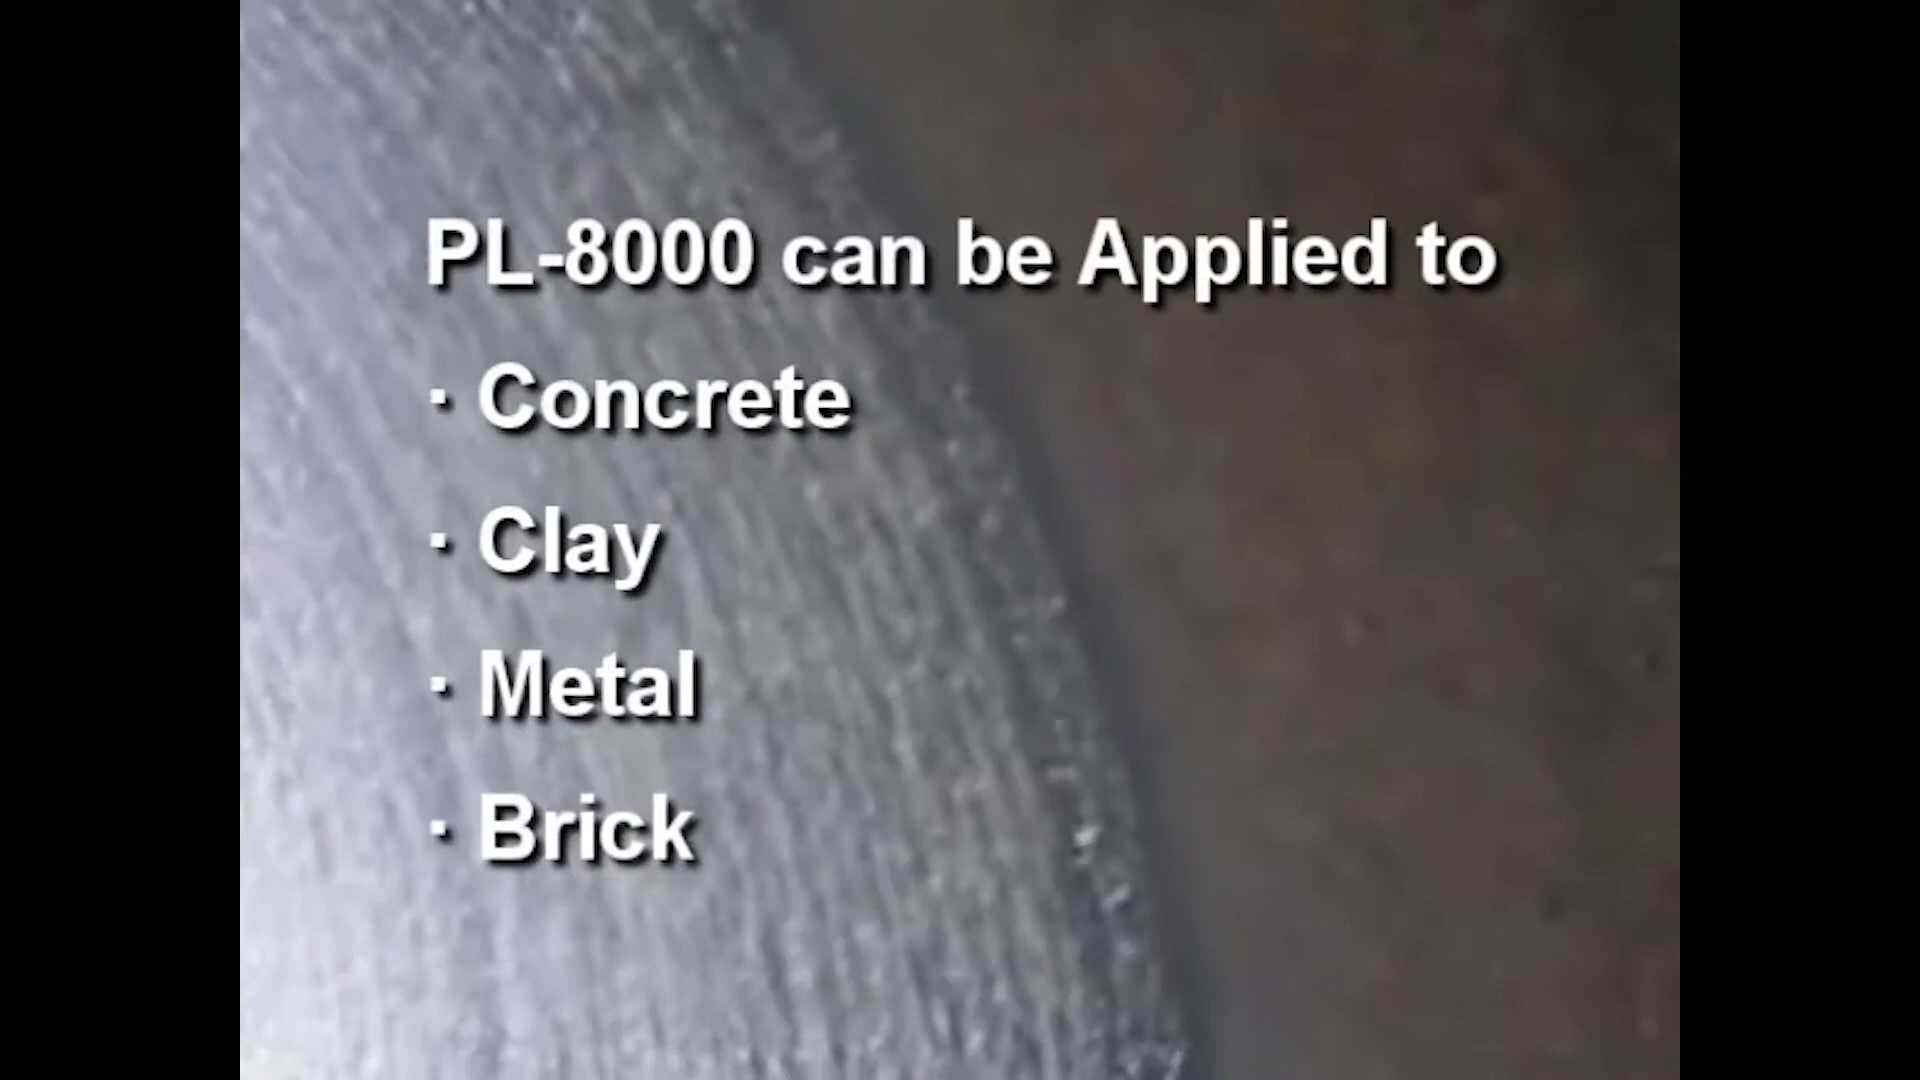 PL-8000 can be Applied to
· Concrete
· Clay
· Metal
· Brick